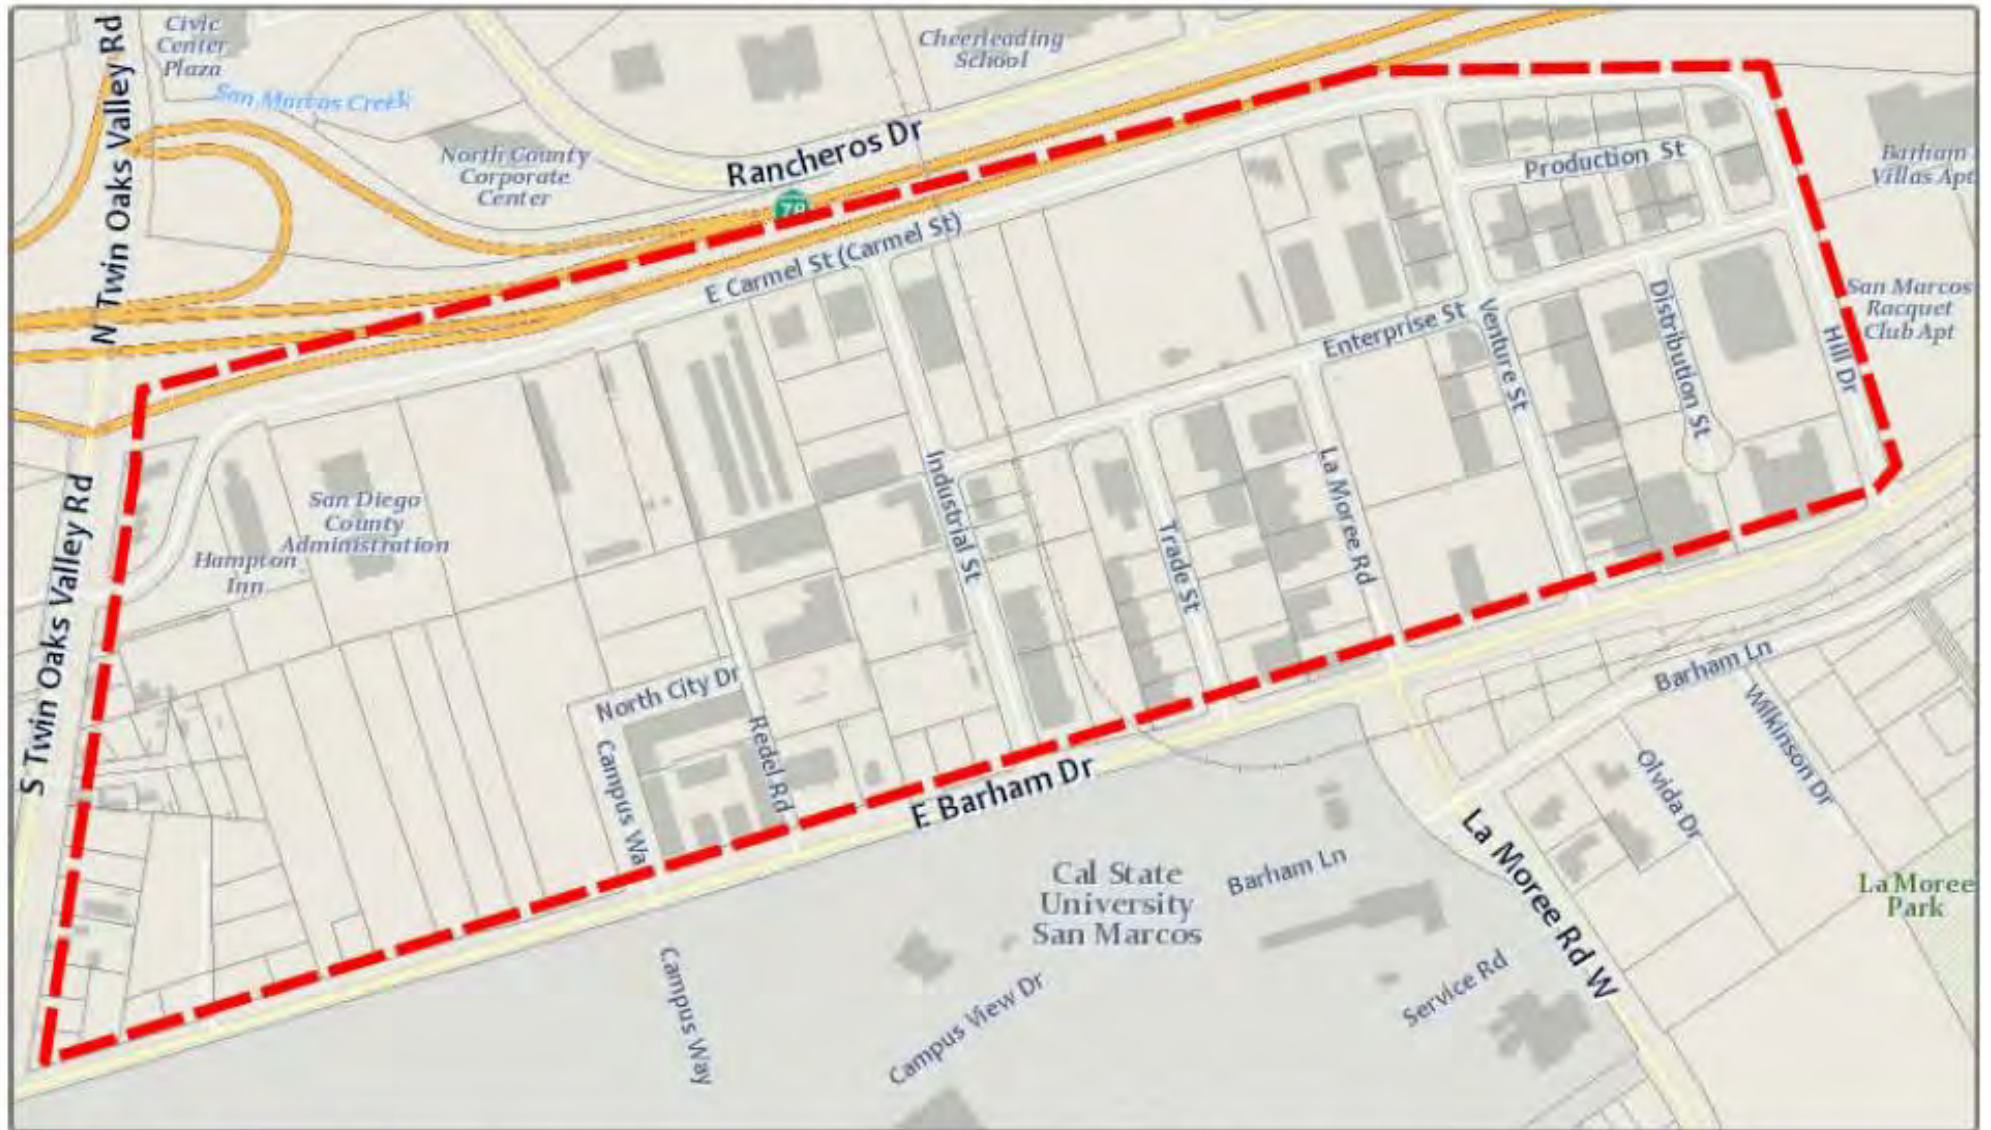 Civic
Center
Plaza
San Marcos Creek
N Twin Oaks Valley Rd
Cheerleading
School
North County
Corporate
Center
Rancheros Dr
78
E Carmel St (Carmel St)
Production St
Barham
Villas Apt
San Marcos
Racquet
Club Apt
Hill Dr
Distribution St
Venture St
Enterprise St
Industrial St
Trade St
La Moree Rd
San Diego
County
Administration
Hampton
Inn
S Twin Oaks Valley Rd
North City Dr
Redel Rd
Campus Wa
E Barham Dr
Barham Ln
Wilkinson Dr
Olvida Dr
La Moree Rd W
La Moree
Park
Cal State
University
San Marcos
Barham Ln
Service Rd
Campus View Dr
Campus Way